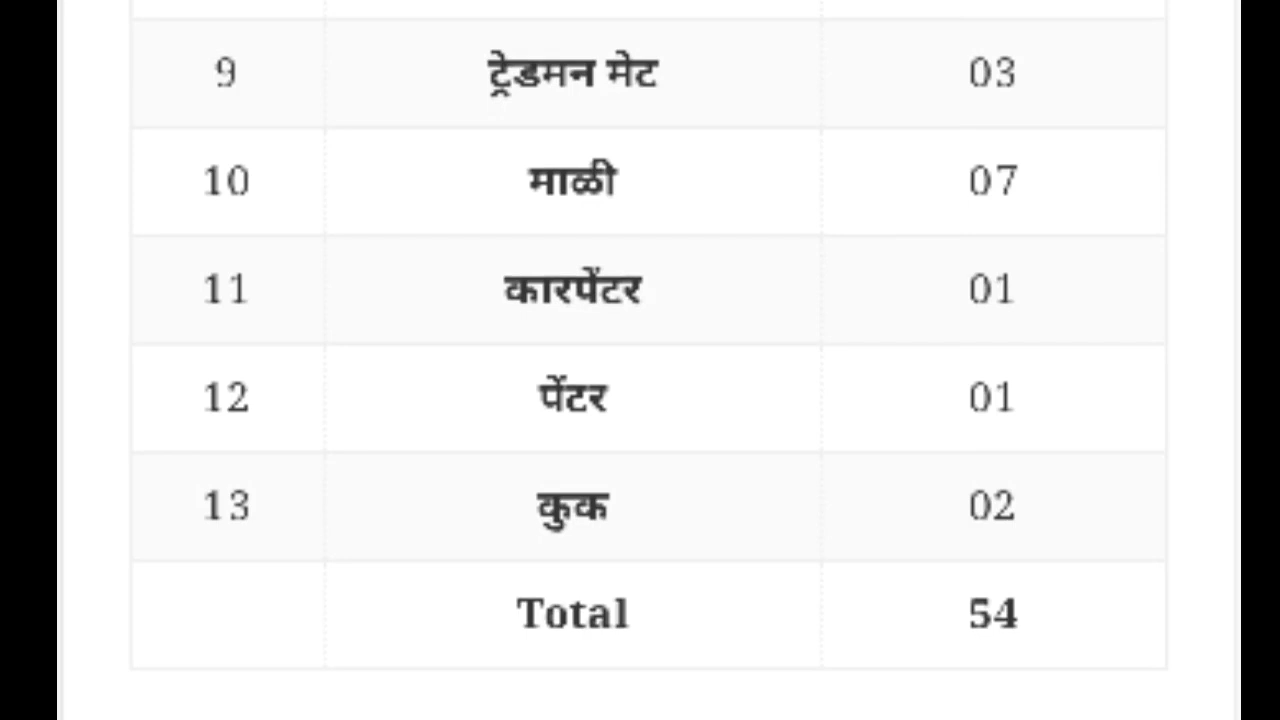 9 ट्रेडमन मेट 03
10 माळी 07
11 कारपेंटर 01
12 पेंटर 01
13 कुक 02
Total 54